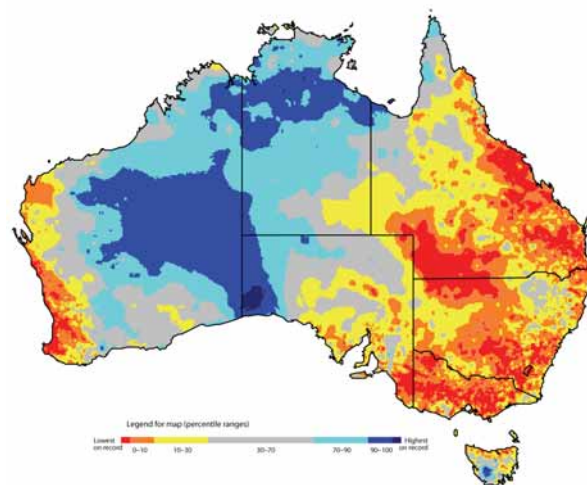 Legend for map (percentile ranges)
Lowest
on record
0–10
10–30
30–70
70–90
90–100
Highest
on record